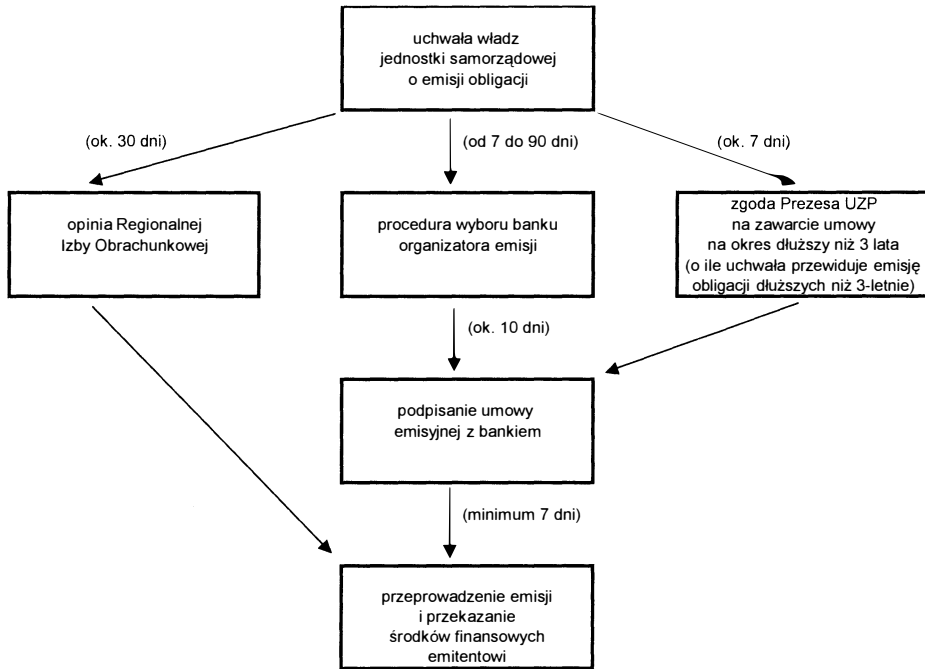 uchwała władz
jednostki samorządowej
o emisji obligacji
(ok. 30 dni)
(od 7 do 90 dni)
(ok. 7 dni)
opinia Regionalnej
Izby Obrachunkowej
procedura wyboru banku
organizatora emisji
zgoda Prezesa UZP
na zawarcie umowy
na okres dłuższy niż 3 lata
(o ile uchwała przewiduje emisję
obligacji dłuższych niż 3-letnie)
(ok. 10 dni)
podpisanie umowy
emisyjnej z bankiem
(minimum 7 dni)
przeprowadzenie emisji
i przekazanie
środków finansowych
emitentowi